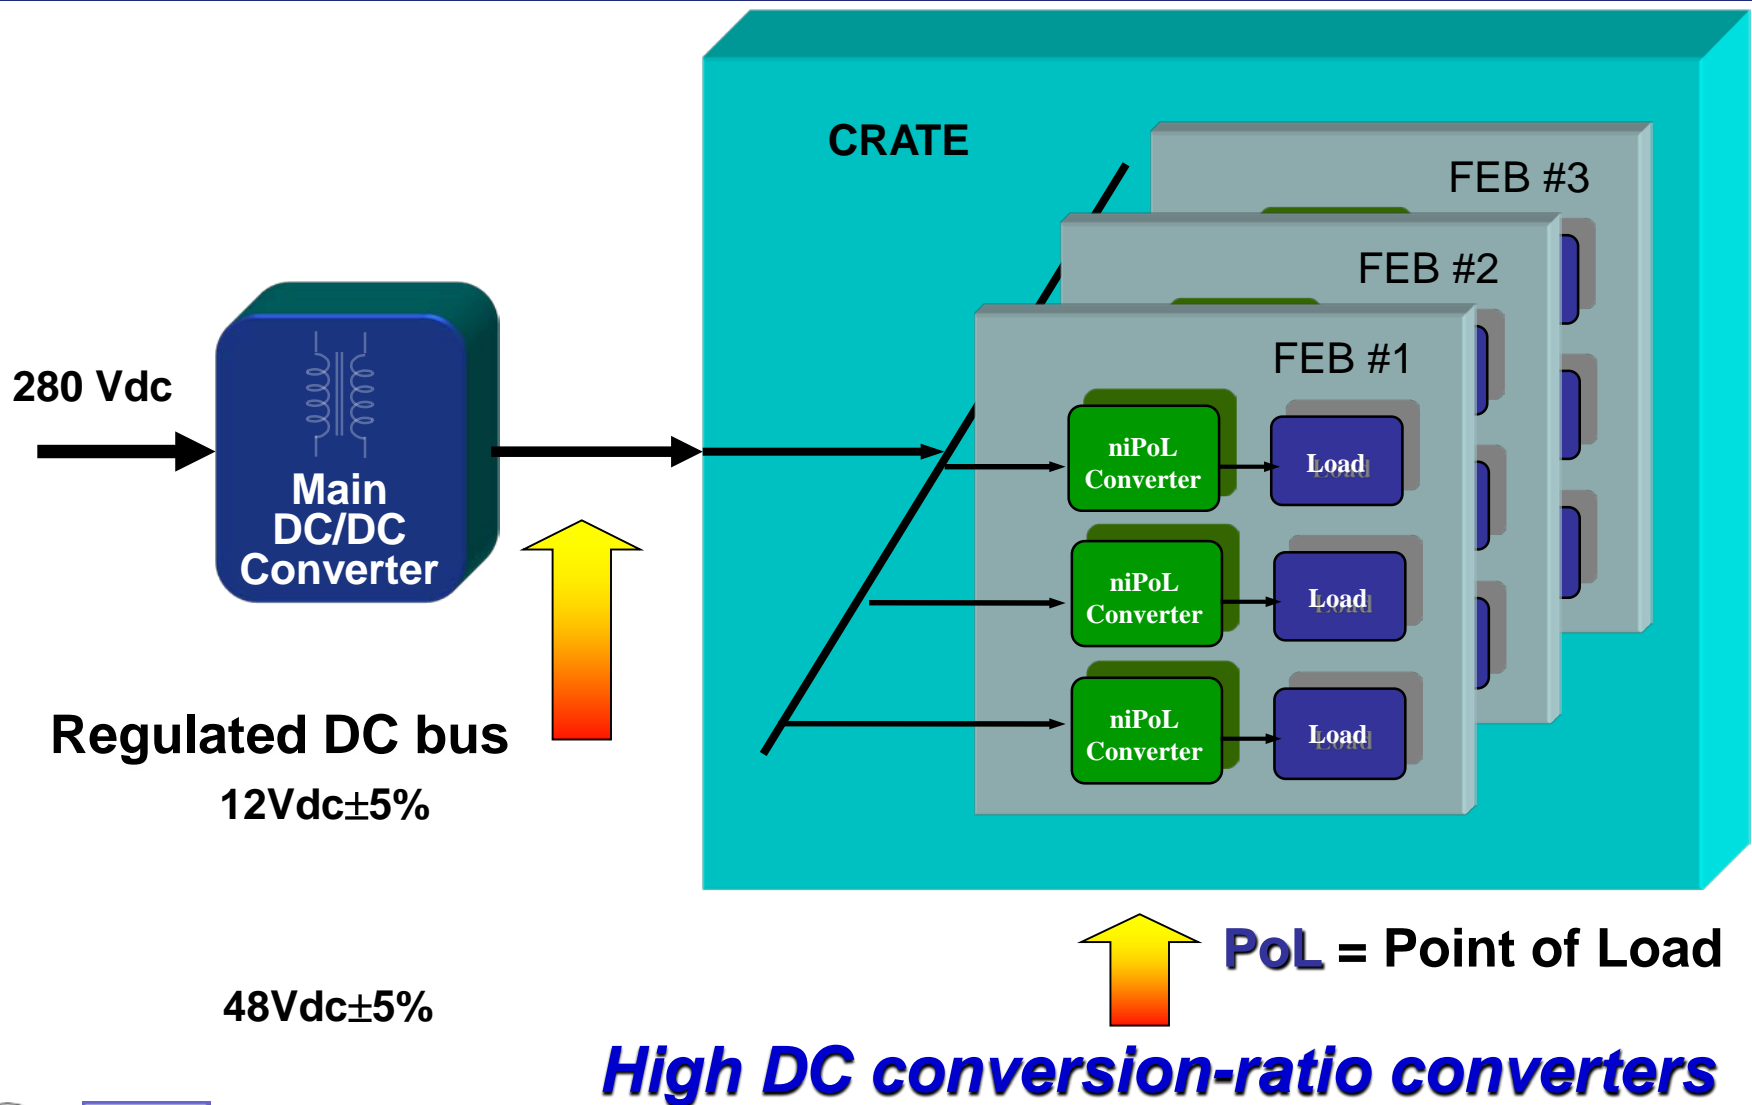 CRATE
FEB #3
FEB #2
FEB #1
280 Vdc
Main
DC/DC
Converter
niPoL
Converter
Load
niPoL
Converter
Load
niPoL
Converter
Load
Regulated DC bus
12Vdc±5%
48Vdc±5%
PoL = Point of Load
High DC conversion-ratio converters